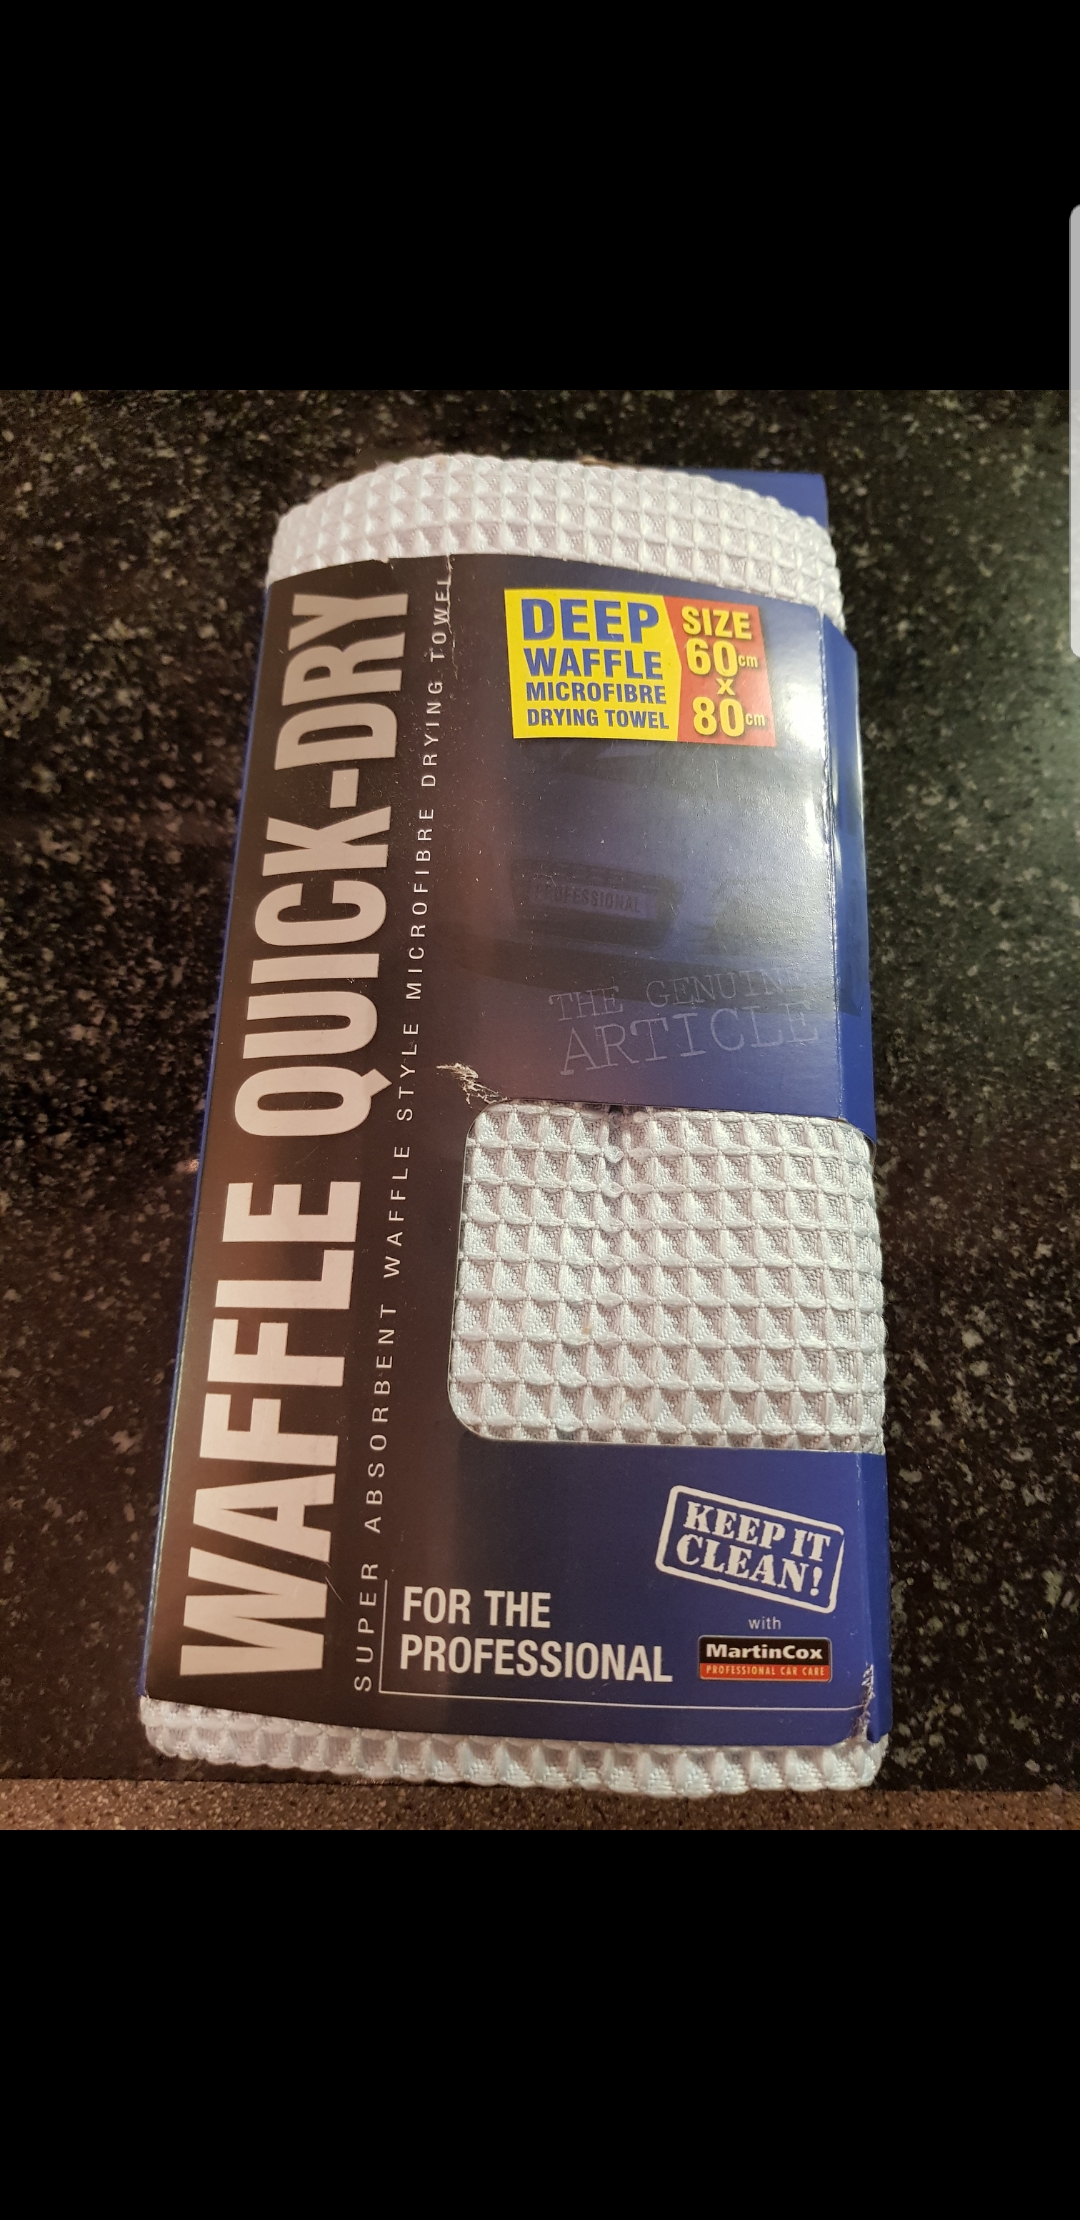 WAFFLE QUICK-DRY
SUPER ABSORBENT WAFFLE STYLE MICROFIBRE DRYING TOWEL
DEEP
WAFFLE
MICROFIBRE
DRYING TOWEL
SIZE
60cm
x
80cm
PROFESSIONAL
THE GENUINE
ARTICLE
KEEP IT
CLEAN!
with
MartinCox
PROFESSIONAL CAR CARE
FOR THE
PROFESSIONAL